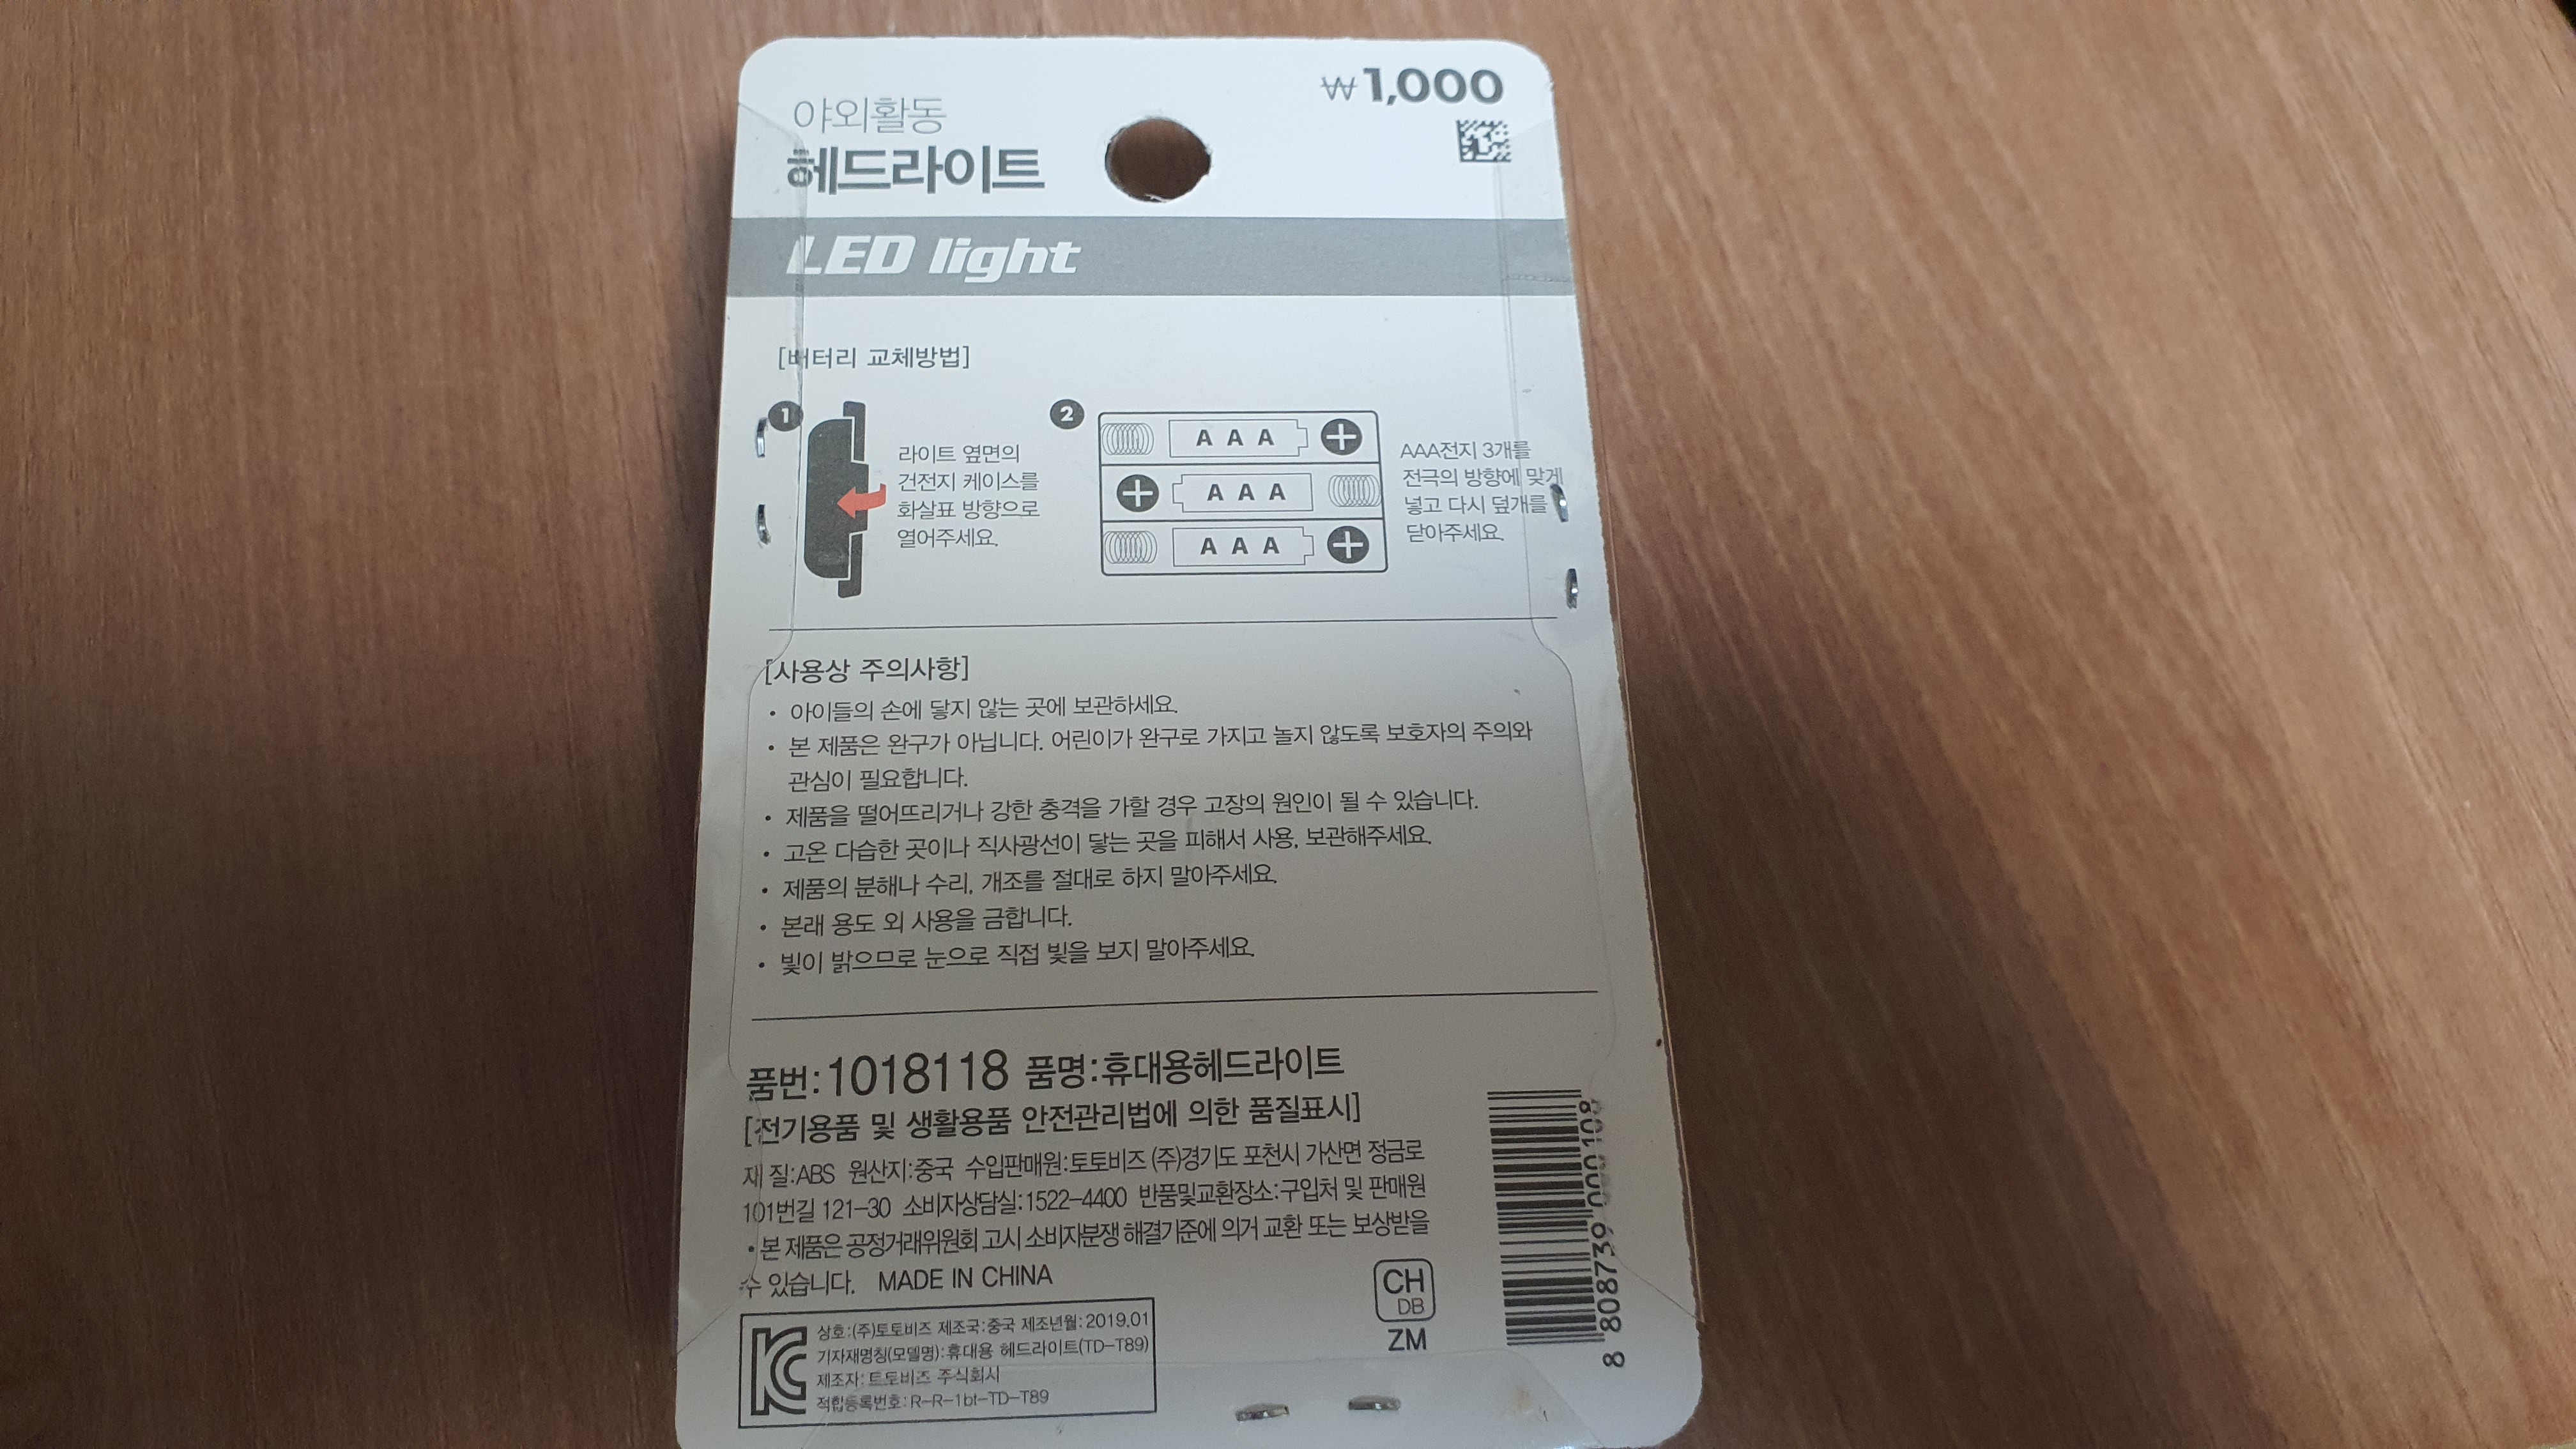 야외활동
헤드라이트
₩1,000
LED light
[배터리 교체방법]
1
라이트 옆면의
건전지 케이스를
화살표 방향으로
열어주세요.
2
A A A
A A A
A A A
AAA전지 3개를
전극의 방향에 맞게
넣고 다시 덮개를
닫아주세요.
[사용상 주의사항]
• 아이들의 손에 닿지 않는 곳에 보관하세요.
• 본 제품은 완구가 아닙니다. 어린이가 완구로 가지고 놀지 않도록 보호자의 주의와
관심이 필요합니다.
• 제품을 떨어뜨리거나 강한 충격을 가할 경우 고장의 원인이 될 수 있습니다.
• 고온 다습한 곳이나 직사광선이 닿는 곳을 피해서 사용, 보관해주세요.
• 제품의 분해나 수리, 개조를 절대로 하지 말아주세요.
• 본래 용도 외 사용을 금합니다.
• 빛이 밝으므로 눈으로 직접 빛을 보지 말아주세요.
품번:1018118 품명:휴대용헤드라이트
[전기용품 및 생활용품 안전관리법에 의한 품질표시]
재 질:ABS 원산지:중국 수입판매원:토토비즈 (주)경기도 포천시 가산면 정금로
101번길 121-30 소비자상담실:1522-4400 반품및교환장소:구입처 및 판매원
• 본 제품은 공정거래위원회 고시 소비자분쟁 해결기준에 의거 교환 또는 보상받을
수 있습니다. MADE IN CHINA
상호:(주)토토비즈 제조국:중국 제조년월:2019.01
기자재명칭(모델명):휴대용 헤드라이트(TD-T89)
제조자: 토토비즈 주식회사
적합등록번호: R-R-1bt-TD-T89
CH
DB
ZM
8 808739 000108